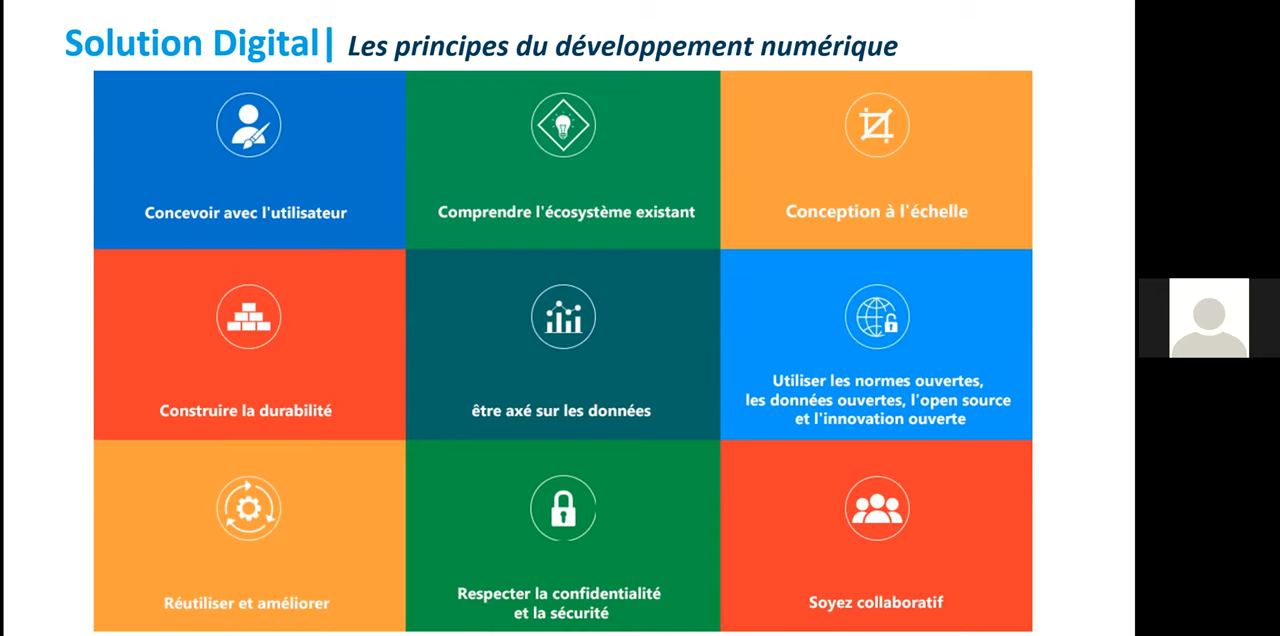 Solution Digital| Les principes du développement numérique
Concevoir avec l'utilisateur
Comprendre l'écosystème existant
Conception à l'échelle
Construire la durabilité
être axé sur les données
Utiliser les normes ouvertes,
les données ouvertes, l'open source
et l'innovation ouverte
Réutiliser et améliorer
Respecter la confidentialité
et la sécurité
Soyez collaboratif